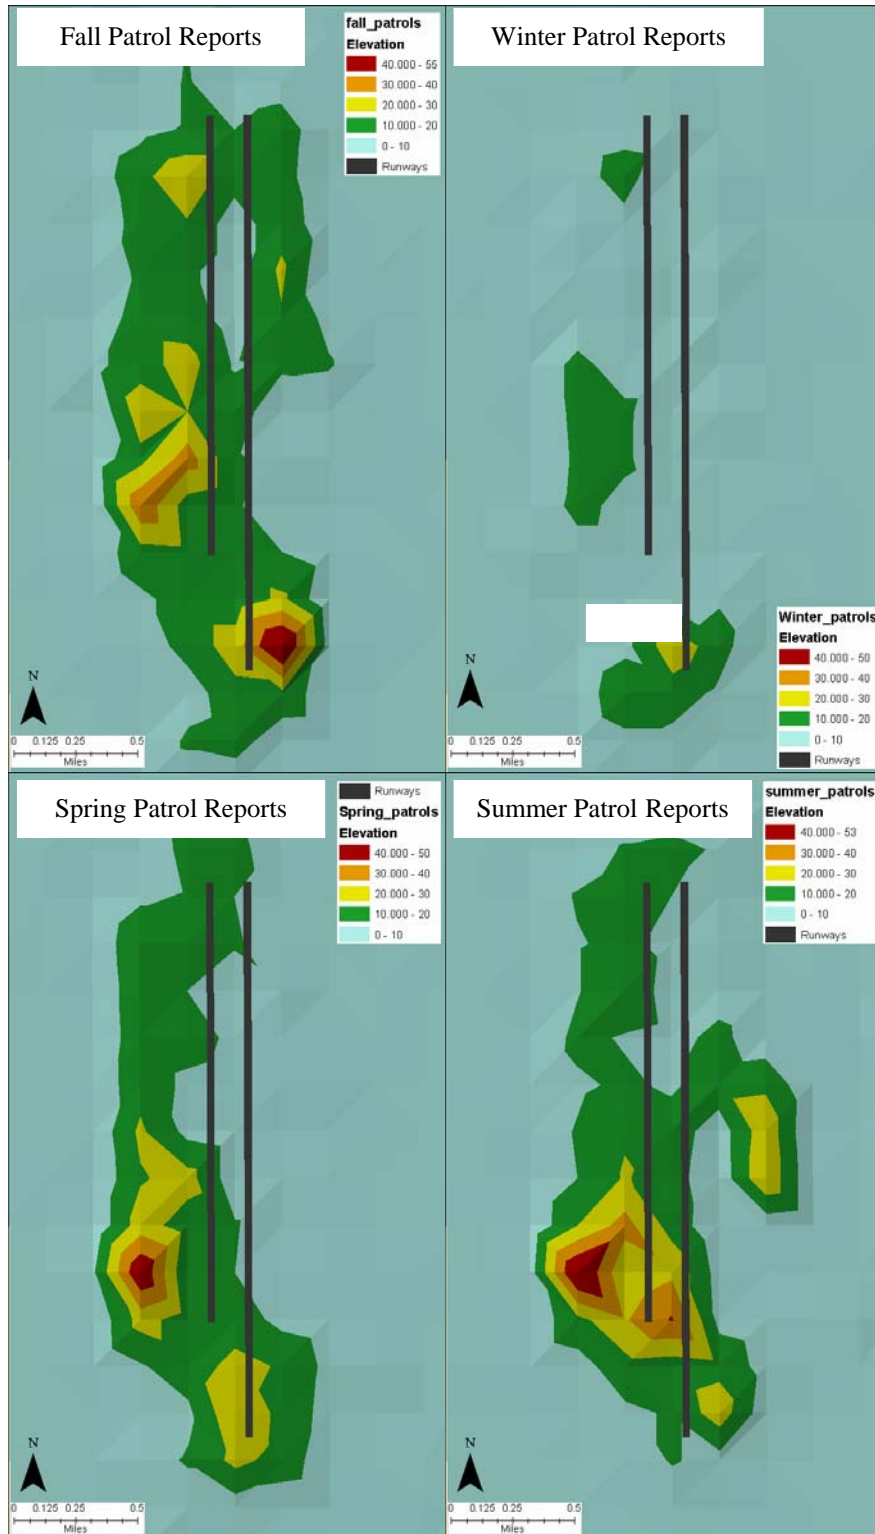 Fall Patrol Reports
fall_patrols
Elevation
40.000 - 55
30.000 - 40
20.000 - 30
10.000 - 20
0 - 10
Runways
N
0 0.125 0.25 0.5
Miles
Winter Patrol Reports
Winter_patrols
Elevation
40.000 - 50
30.000 - 40
20.000 - 30
10.000 - 20
0 - 10
Runways
N
0 0.125 0.25 0.5
Miles
Spring Patrol Reports
Runways
Spring_patrols
Elevation
40.000 - 50
30.000 - 40
20.000 - 30
10.000 - 20
0 - 10
N
0 0.125 0.25 0.5
Miles
Summer Patrol Reports
summer_patrols
Elevation
40.000 - 53
30.000 - 40
20.000 - 30
10.000 - 20
0 - 10
Runways
N
0 0.125 0.25 0.5
Miles